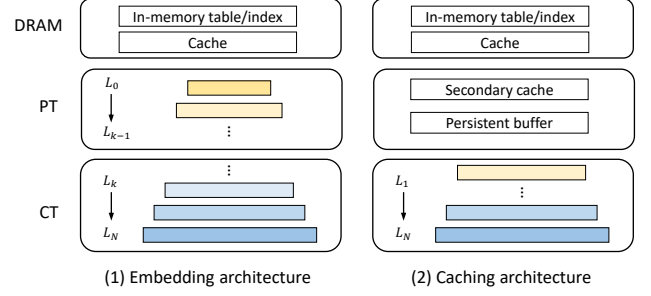 DRAM
In-memory table/index
Cache
In-memory table/index
Cache
PT
L0
Lk−1
⋮
Secondary cache
Persistent buffer
CT
⋮
Lk
LN
L1
⋮
LN
(1) Embedding architecture
(2) Caching architecture